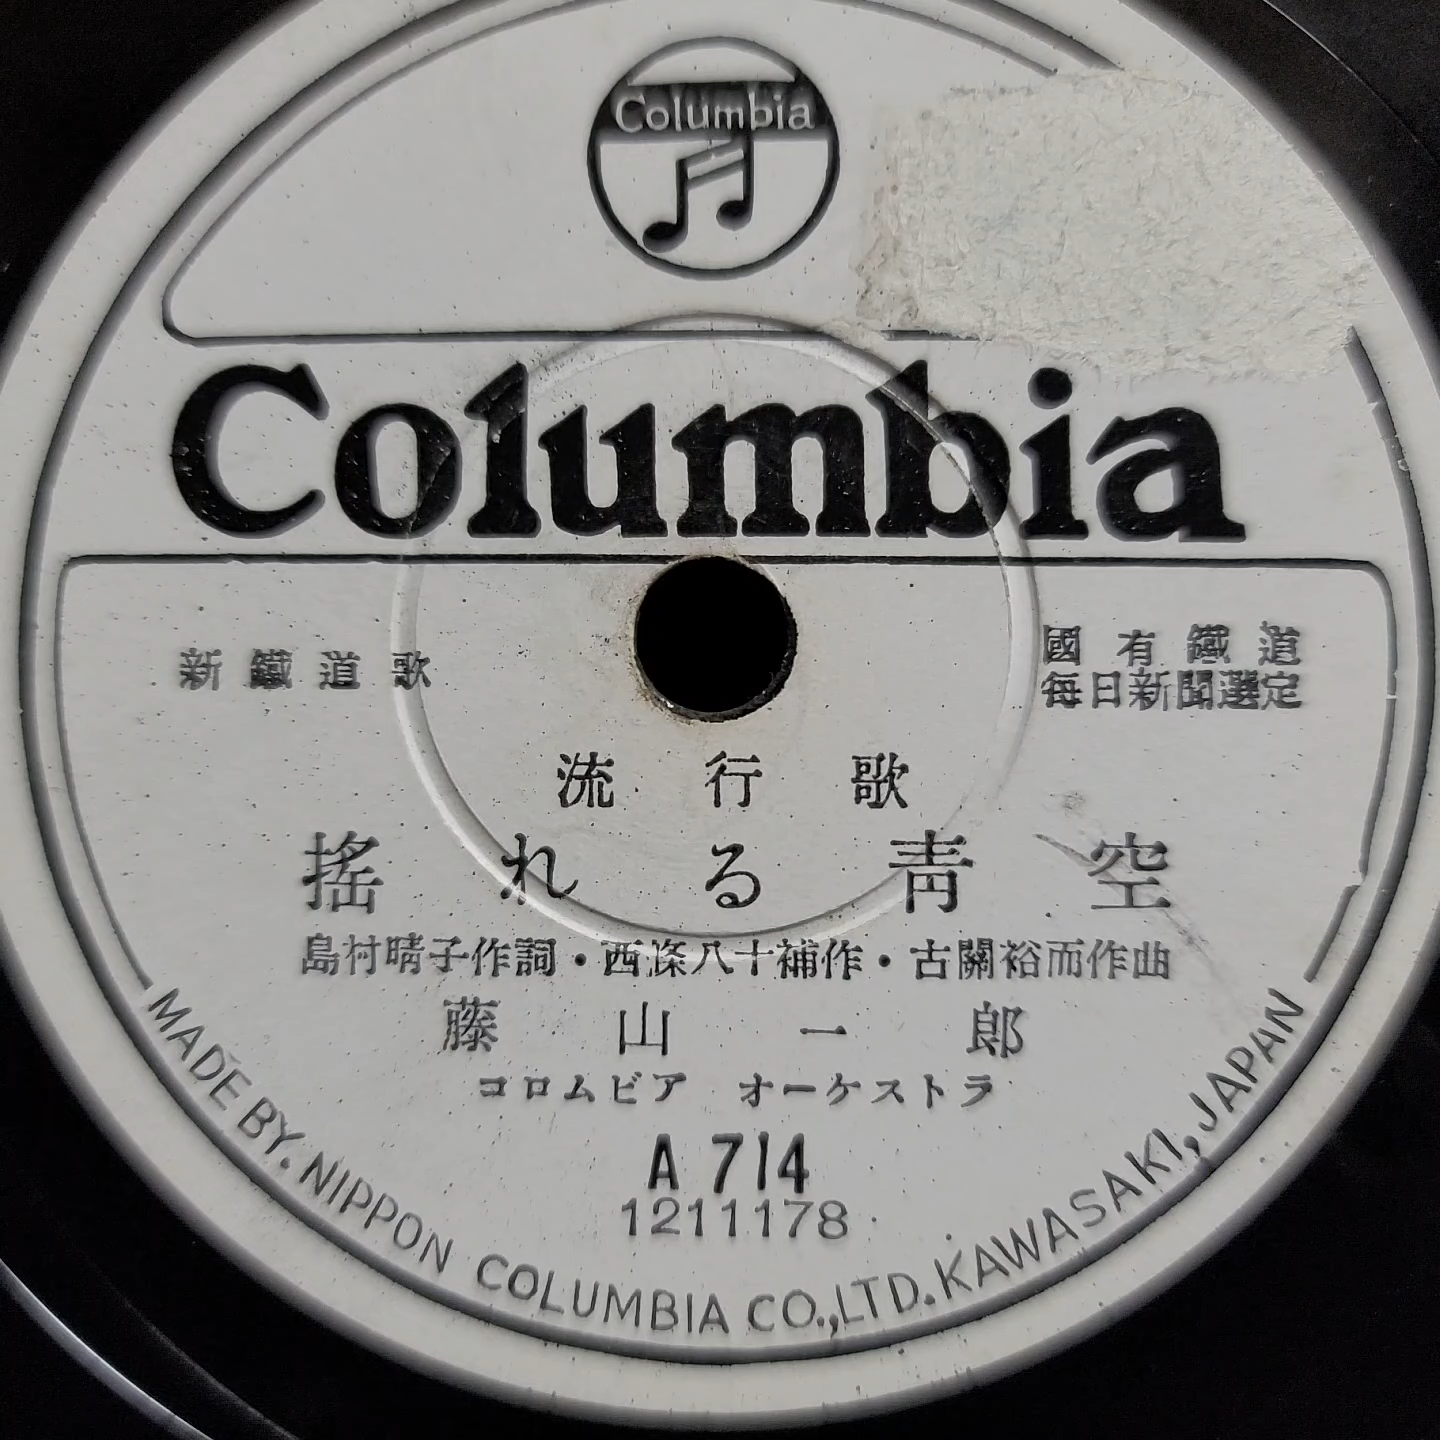 Columbia
Columbia
新鐵道歌
國有鐵道
每日新聞選定
流行歌
搖れる靑空
島村晴子作詞・西條八十補作・古關裕而作曲
藤山一郎
コロムビア オーケストラ
A 714
1211178
MADE BY. NIPPON COLUMBIA CO.,LTD. KAWASAKI, JAPAN